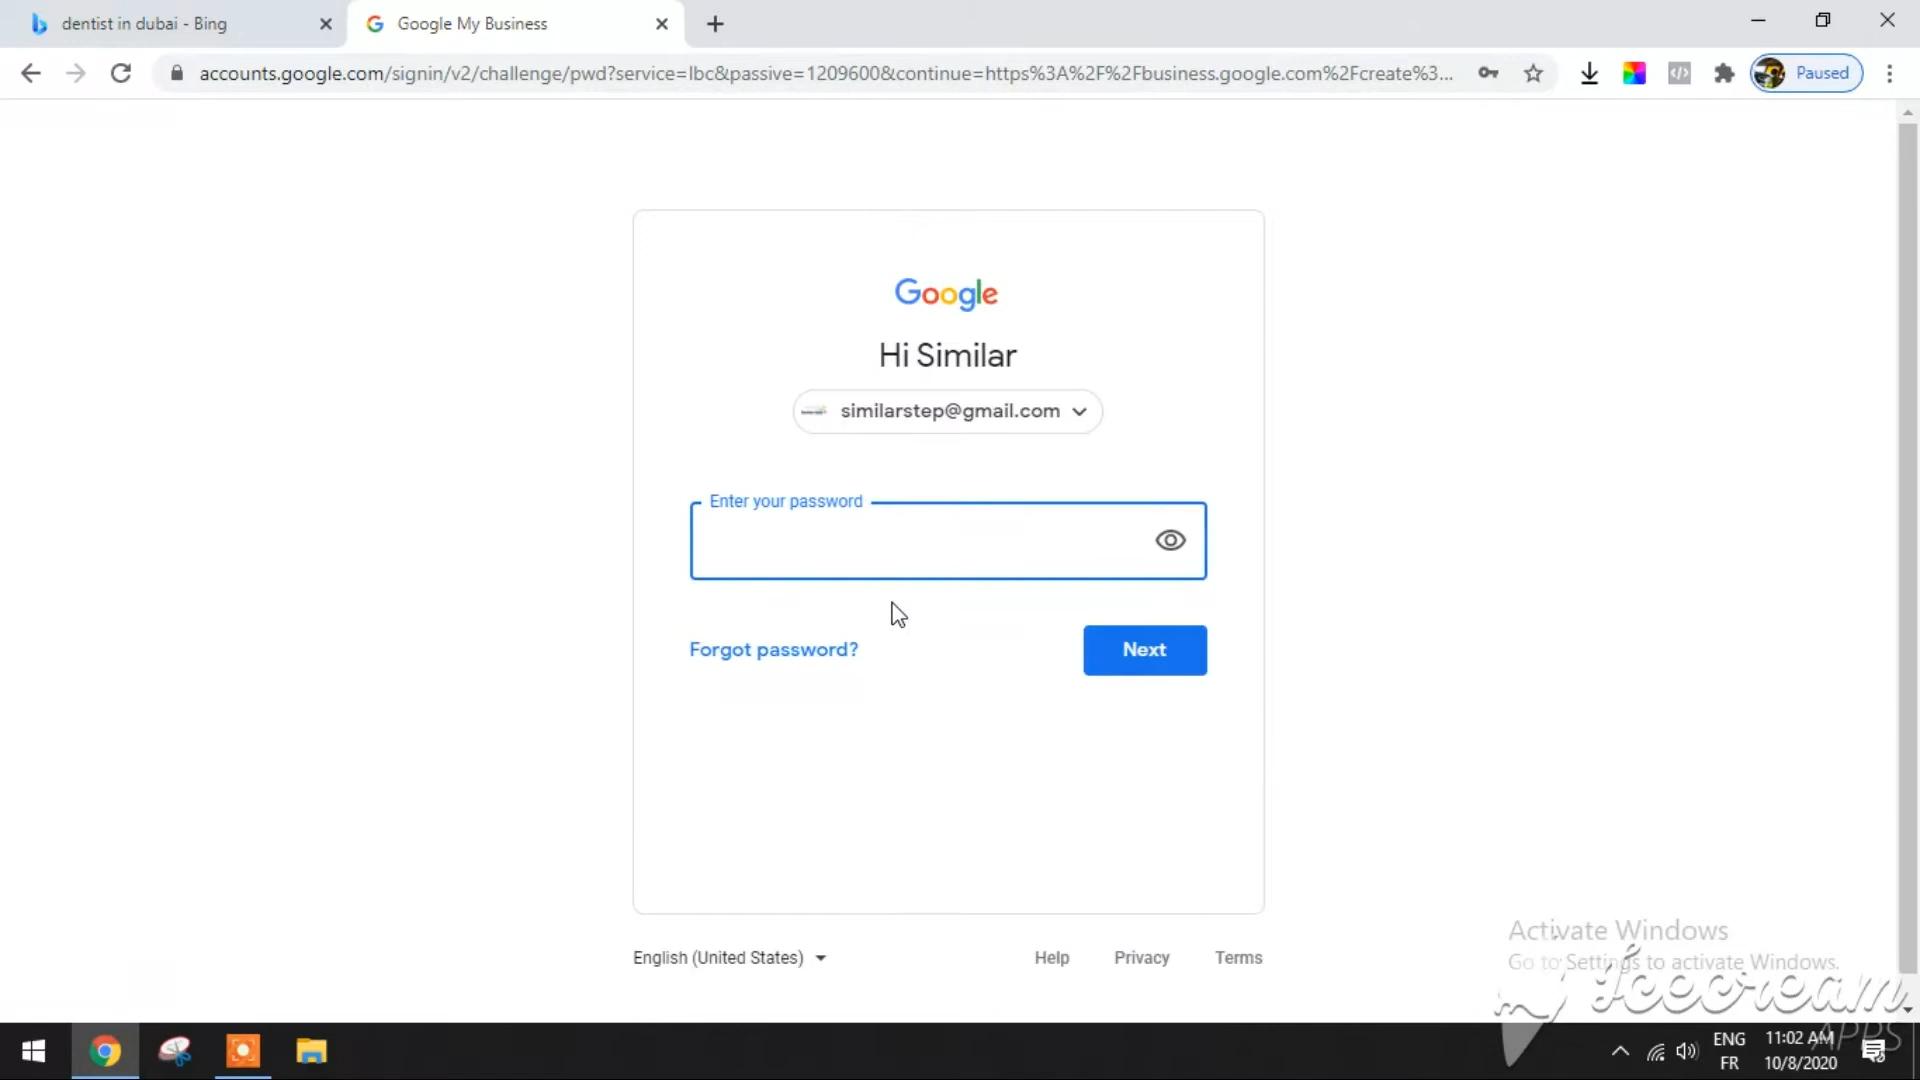 dentist in dubai - Bing
Google My Business
accounts.google.com/signin/v2/challenge/pwd?service=lbc&passive=1209600&continue=https%3A%2F%2Fbusiness.google.com%2Fcreate%3...
Paused
Google
Hi Similar
similarstep@gmail.com
Enter your password
Forgot password?
Next
English (United States)
Help
Privacy
Terms
Activate Windows
Go to Settings to activate Windows.
Icecream
APPS
ENG
FR
11:02 AM
10/8/2020